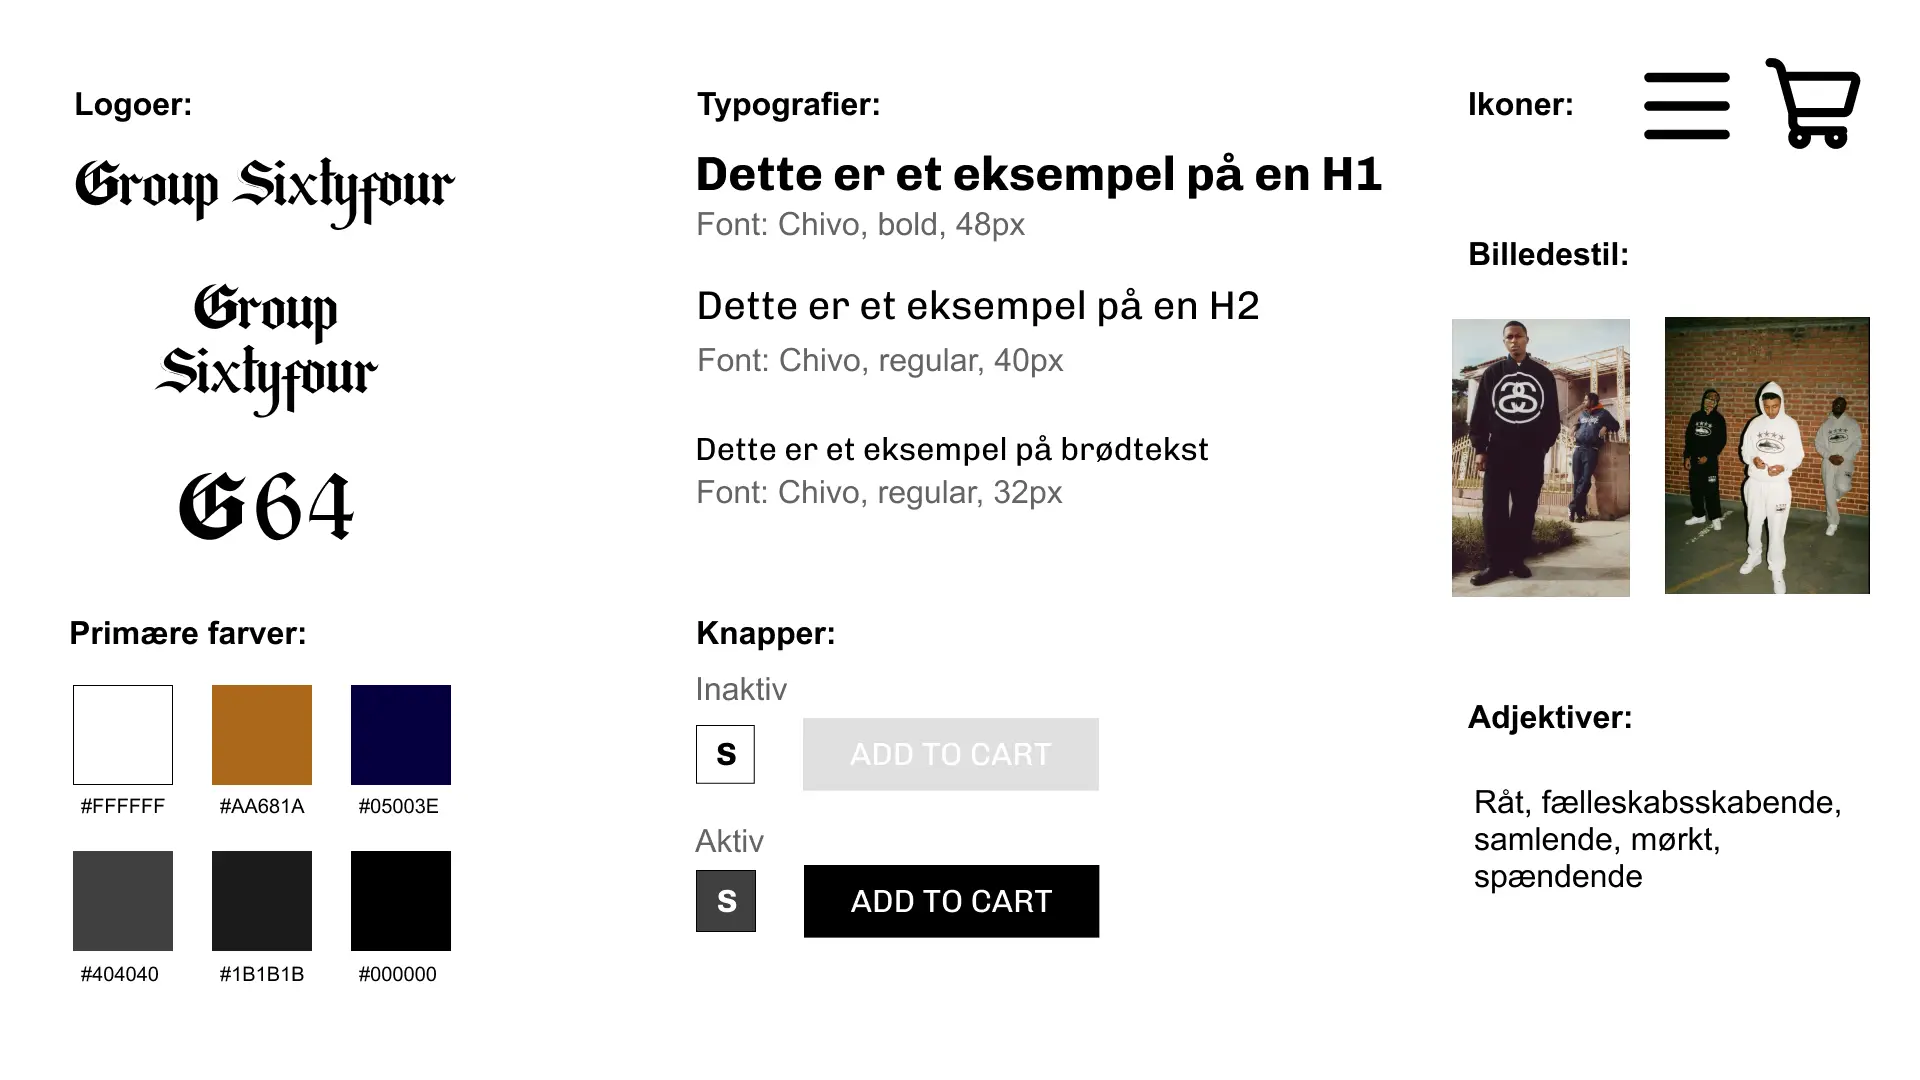 Logoer:
Group Sixtyfour
Group
Sixtyfour
G64
Primære farver:
#FFFFFF
#AA681A
#05003E
#404040
#1B1B1B
#000000
Typografier:
Dette er et eksempel på en H1
Font: Chivo, bold, 48px
Dette er et eksempel på en H2
Font: Chivo, regular, 40px
Dette er et eksempel på brødtekst
Font: Chivo, regular, 32px
Knapper:
Inaktiv
S
ADD TO CART
Aktiv
S
ADD TO CART
Ikoner:
Billedestil:
Adjektiver:
Råt, fælleskabsskabende,
samlende, mørkt,
spændende